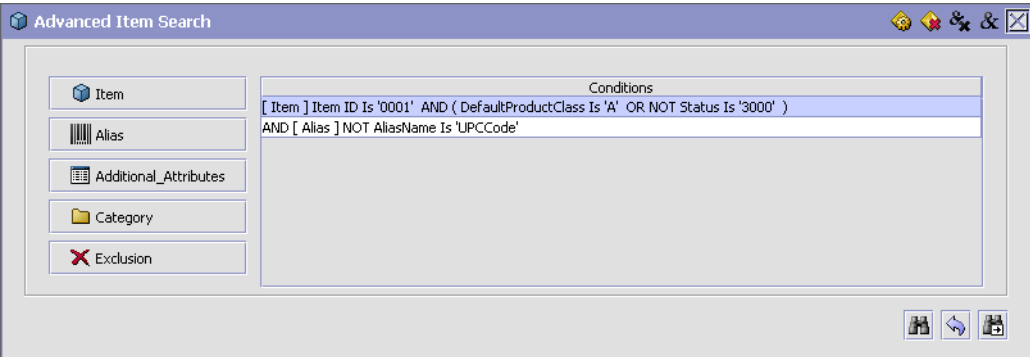 Advanced Item Search
Item
Alias
Additional_Attributes
Category
Exclusion
Conditions
[ Item ] Item ID Is '0001'  AND ( DefaultProductClass Is 'A'  OR NOT Status Is '3000'  )
AND [ Alias ] NOT AliasName Is 'UPCCode'